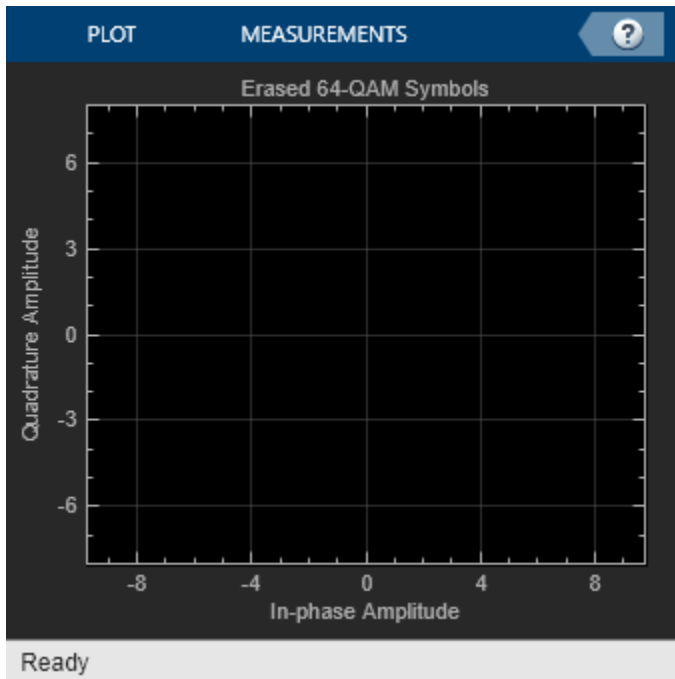 PLOT MEASUREMENTS ?
Erased 64-QAM Symbols
6
3
0
-3
-6
Quadrature Amplitude
-8 -4 0 4 8
In-phase Amplitude
Ready